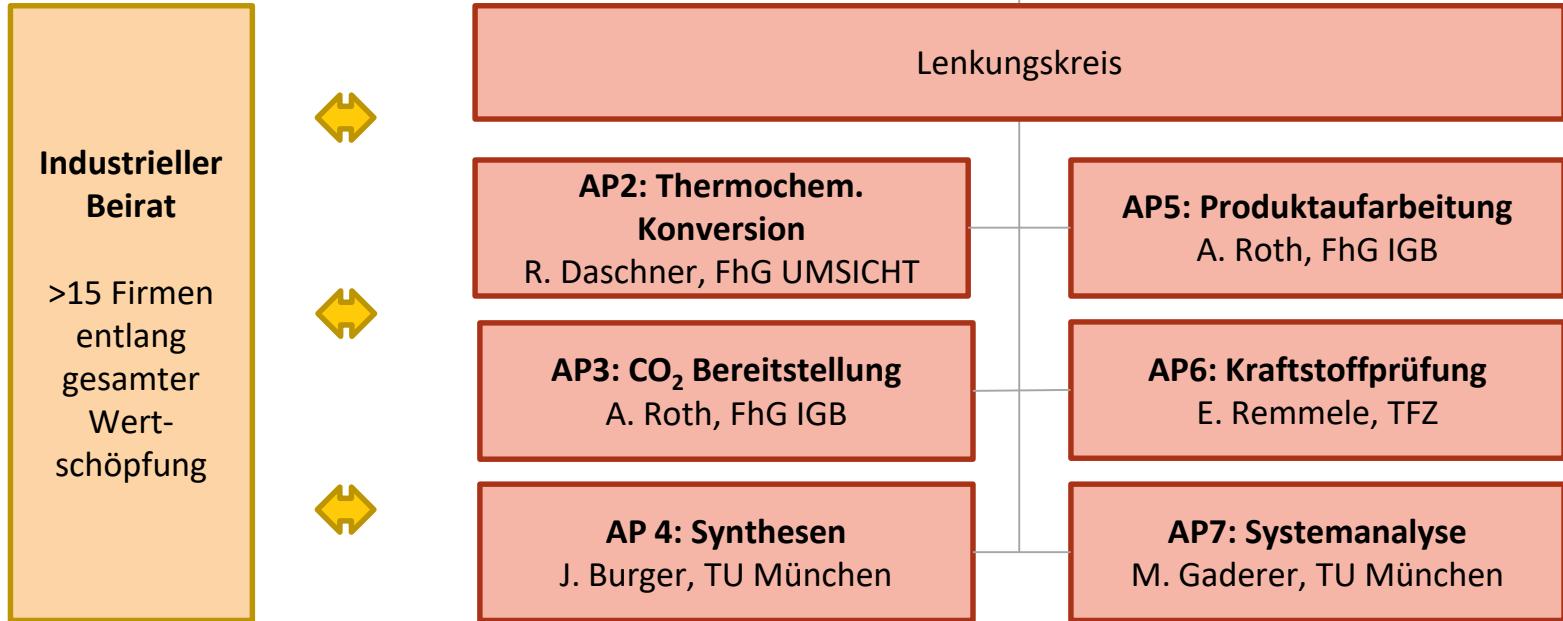 Industrieller
Beirat
>15 Firmen
entlang
gesamter
Wert-
schöpfung
Lenkungskreis
AP2: Thermochem.
Konversion
R. Daschner, FhG UMSICHT
AP5: Produktaufarbeitung
A. Roth, FhG IGB
AP3: CO₂ Bereitstellung
A. Roth, FhG IGB
AP6: Kraftstoffprüfung
E. Remmele, TFZ
AP 4: Synthesen
J. Burger, TU München
AP7: Systemanalyse
M. Gaderer, TU München